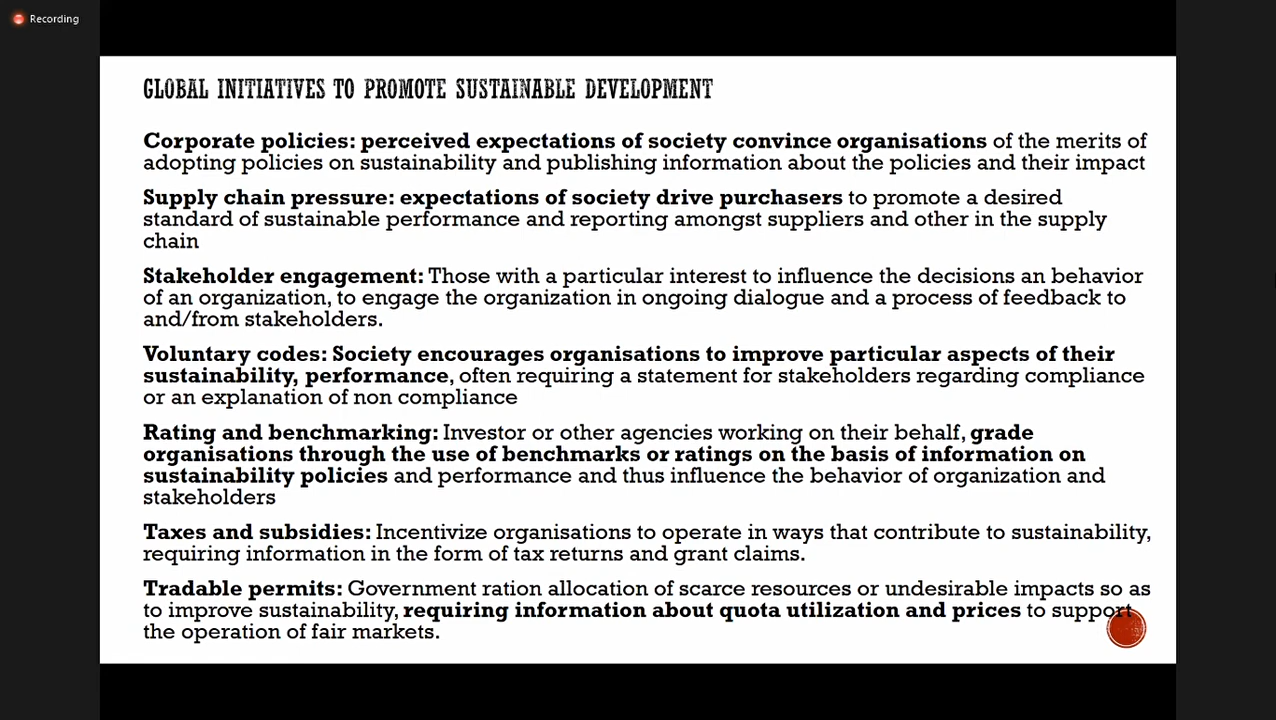 Recording
GLOBAL INITIATIVES TO PROMOTE SUSTAINABLE DEVELOPMENT
Corporate policies: perceived expectations of society convince organisations of the merits of
adopting policies on sustainability and publishing information about the policies and their impact
Supply chain pressure: expectations of society drive purchasers to promote a desired
standard of sustainable performance and reporting amongst suppliers and other in the supply
chain
Stakeholder engagement: Those with a particular interest to influence the decisions an behavior
of an organization, to engage the organization in ongoing dialogue and a process of feedback to
and/from stakeholders.
Voluntary codes: Society encourages organisations to improve particular aspects of their
sustainability, performance, often requiring a statement for stakeholders regarding compliance
or an explanation of non compliance
Rating and benchmarking: Investor or other agencies working on their behalf, grade
organisations through the use of benchmarks or ratings on the basis of information on
sustainability policies and performance and thus influence the behavior of organization and
stakeholders
Taxes and subsidies: Incentivize organisations to operate in ways that contribute to sustainability,
requiring information in the form of tax returns and grant claims.
Tradable permits: Government ration allocation of scarce resources or undesirable impacts so as
to improve sustainability, requiring information about quota utilization and prices to support
the operation of fair markets.